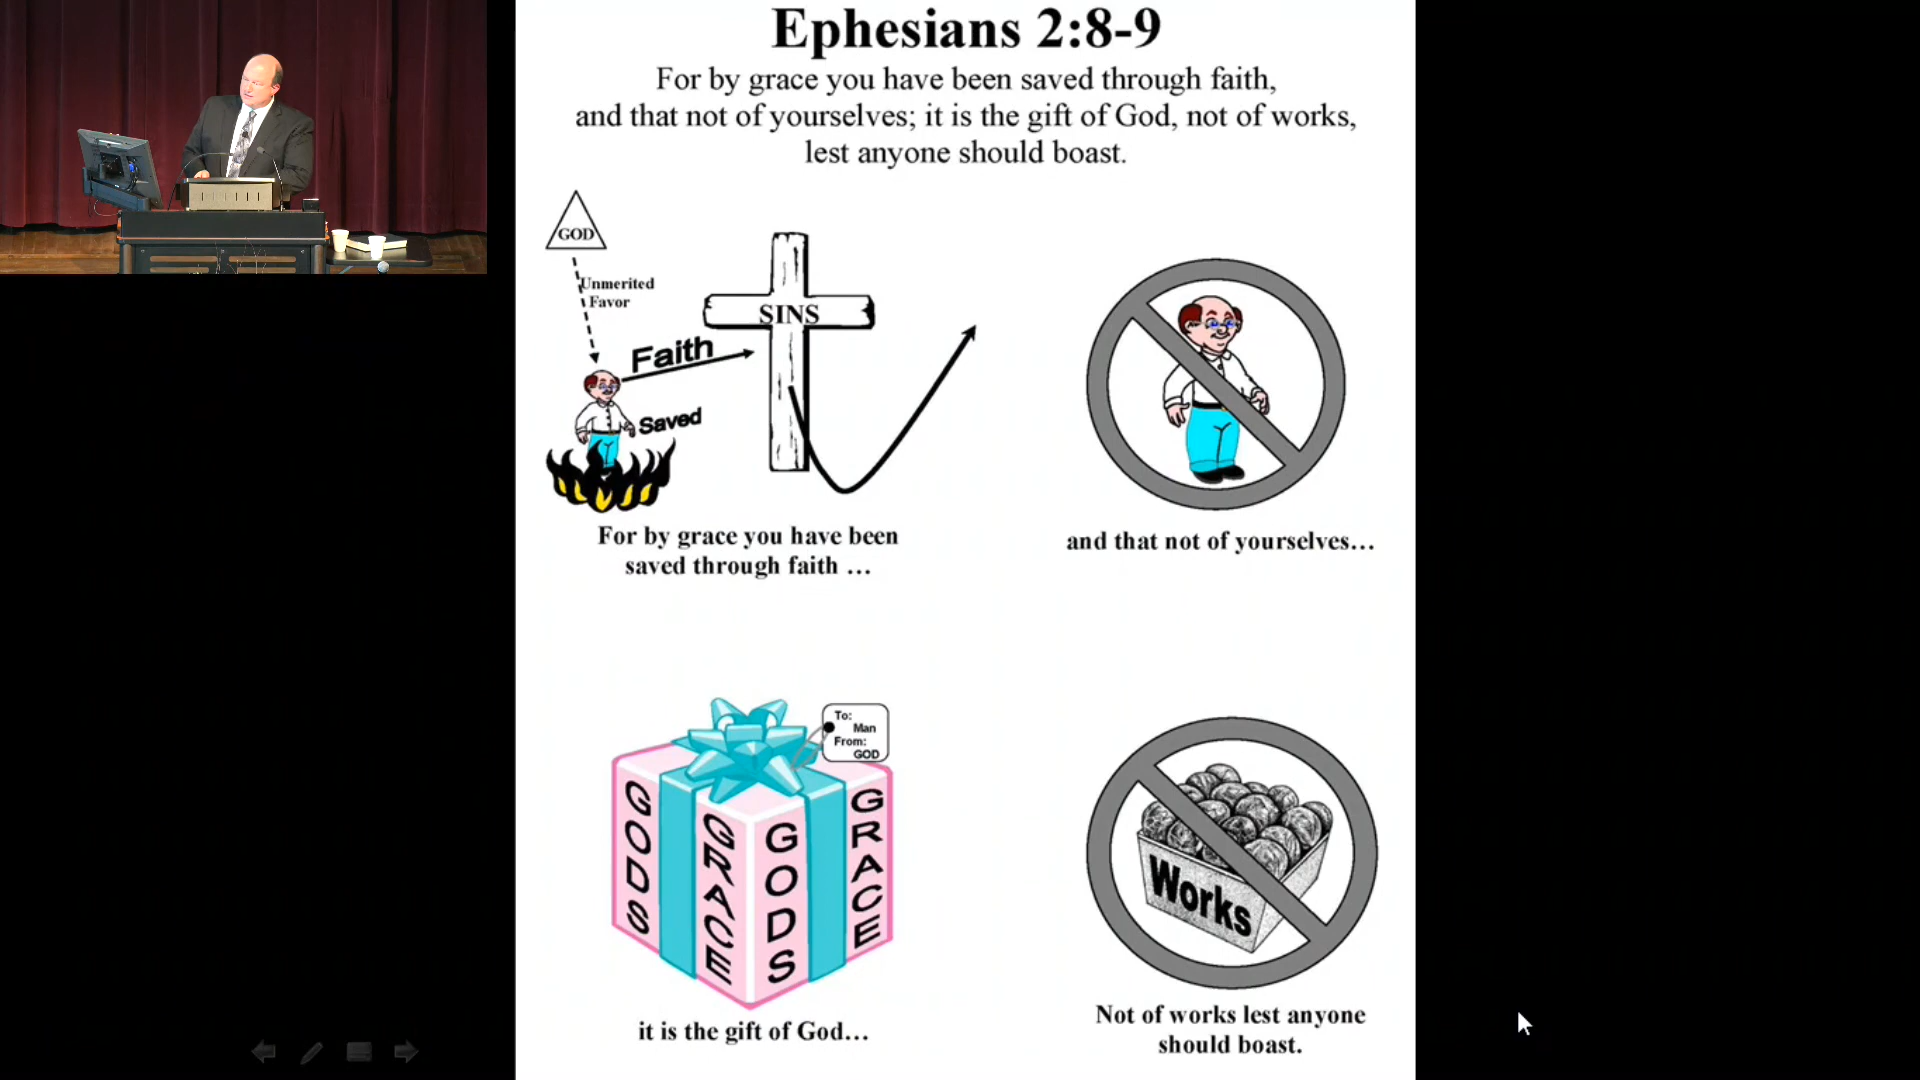 Ephesians 2:8-9
For by grace you have been saved through faith,
and that not of yourselves; it is the gift of God, not of works,
lest anyone should boast.
GOD
Unmerited
Favor
Faith
SINS
Saved
For by grace you have been
saved through faith …
and that not of yourselves…
To:
Man
From:
GOD
GODS
GRACE
GODS
GRACE
it is the gift of God…
Works
Not of works lest anyone
should boast.